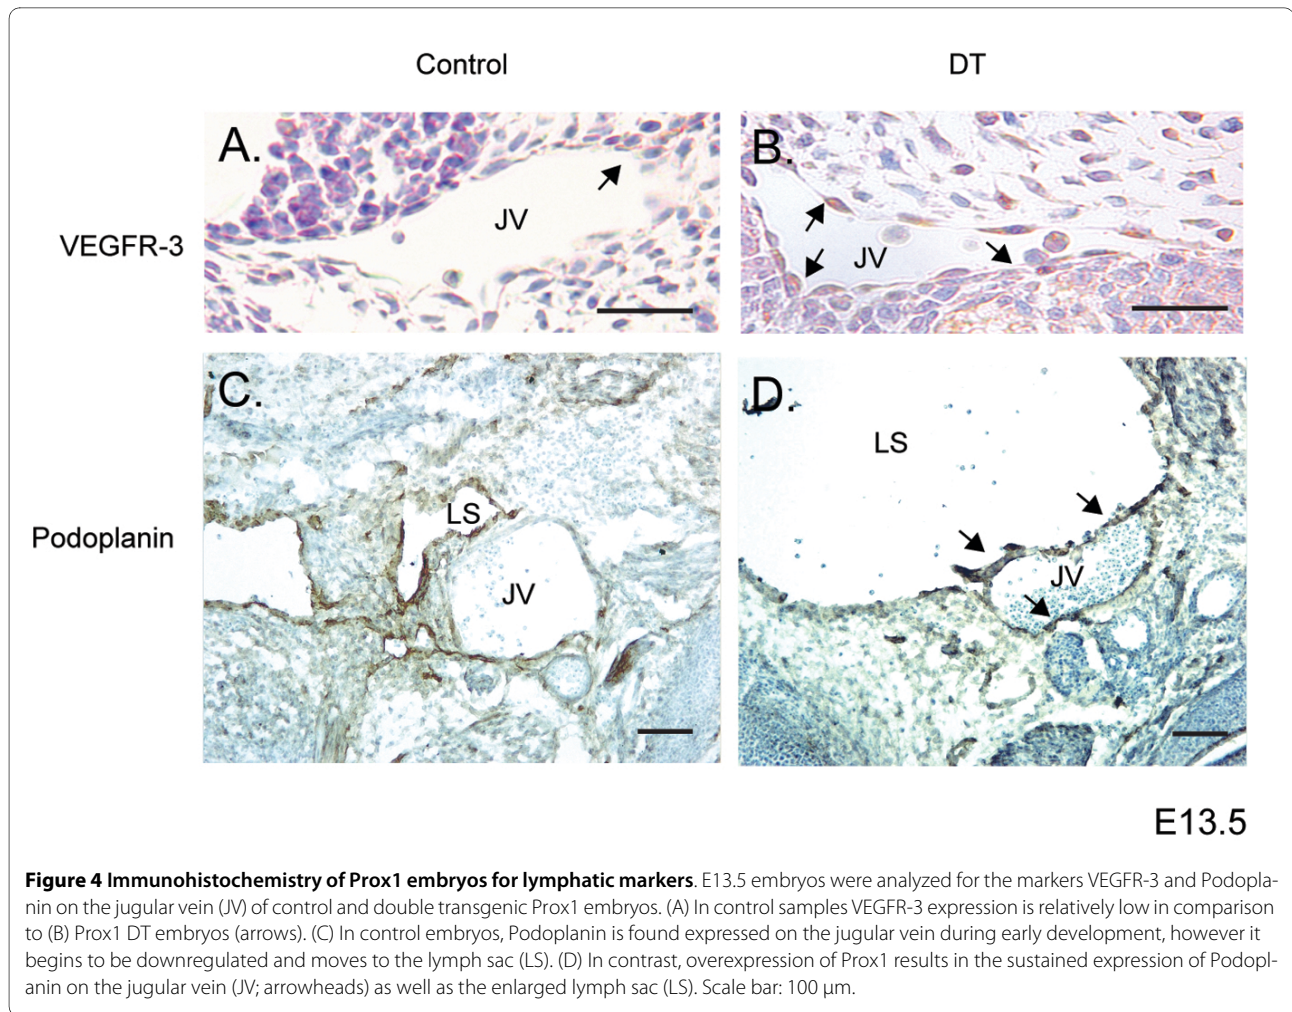 Control
DT
VEGFR-3
A.
JV
B.
JV
Podoplanin
C.
LS
JV
D.
LS
JV
E13.5
Figure 4 Immunohistochemistry of Prox1 embryos for lymphatic markers. E13.5 embryos were analyzed for the markers VEGFR-3 and Podopla-
nin on the jugular vein (JV) of control and double transgenic Prox1 embryos. (A) In control samples VEGFR-3 expression is relatively low in comparison
to (B) Prox1 DT embryos (arrows). (C) In control embryos, Podoplanin is found expressed on the jugular vein during early development, however it
begins to be downregulated and moves to the lymph sac (LS). (D) In contrast, overexpression of Prox1 results in the sustained expression of Podopl-
anin on the jugular vein (JV; arrowheads) as well as the enlarged lymph sac (LS). Scale bar: 100 μm.